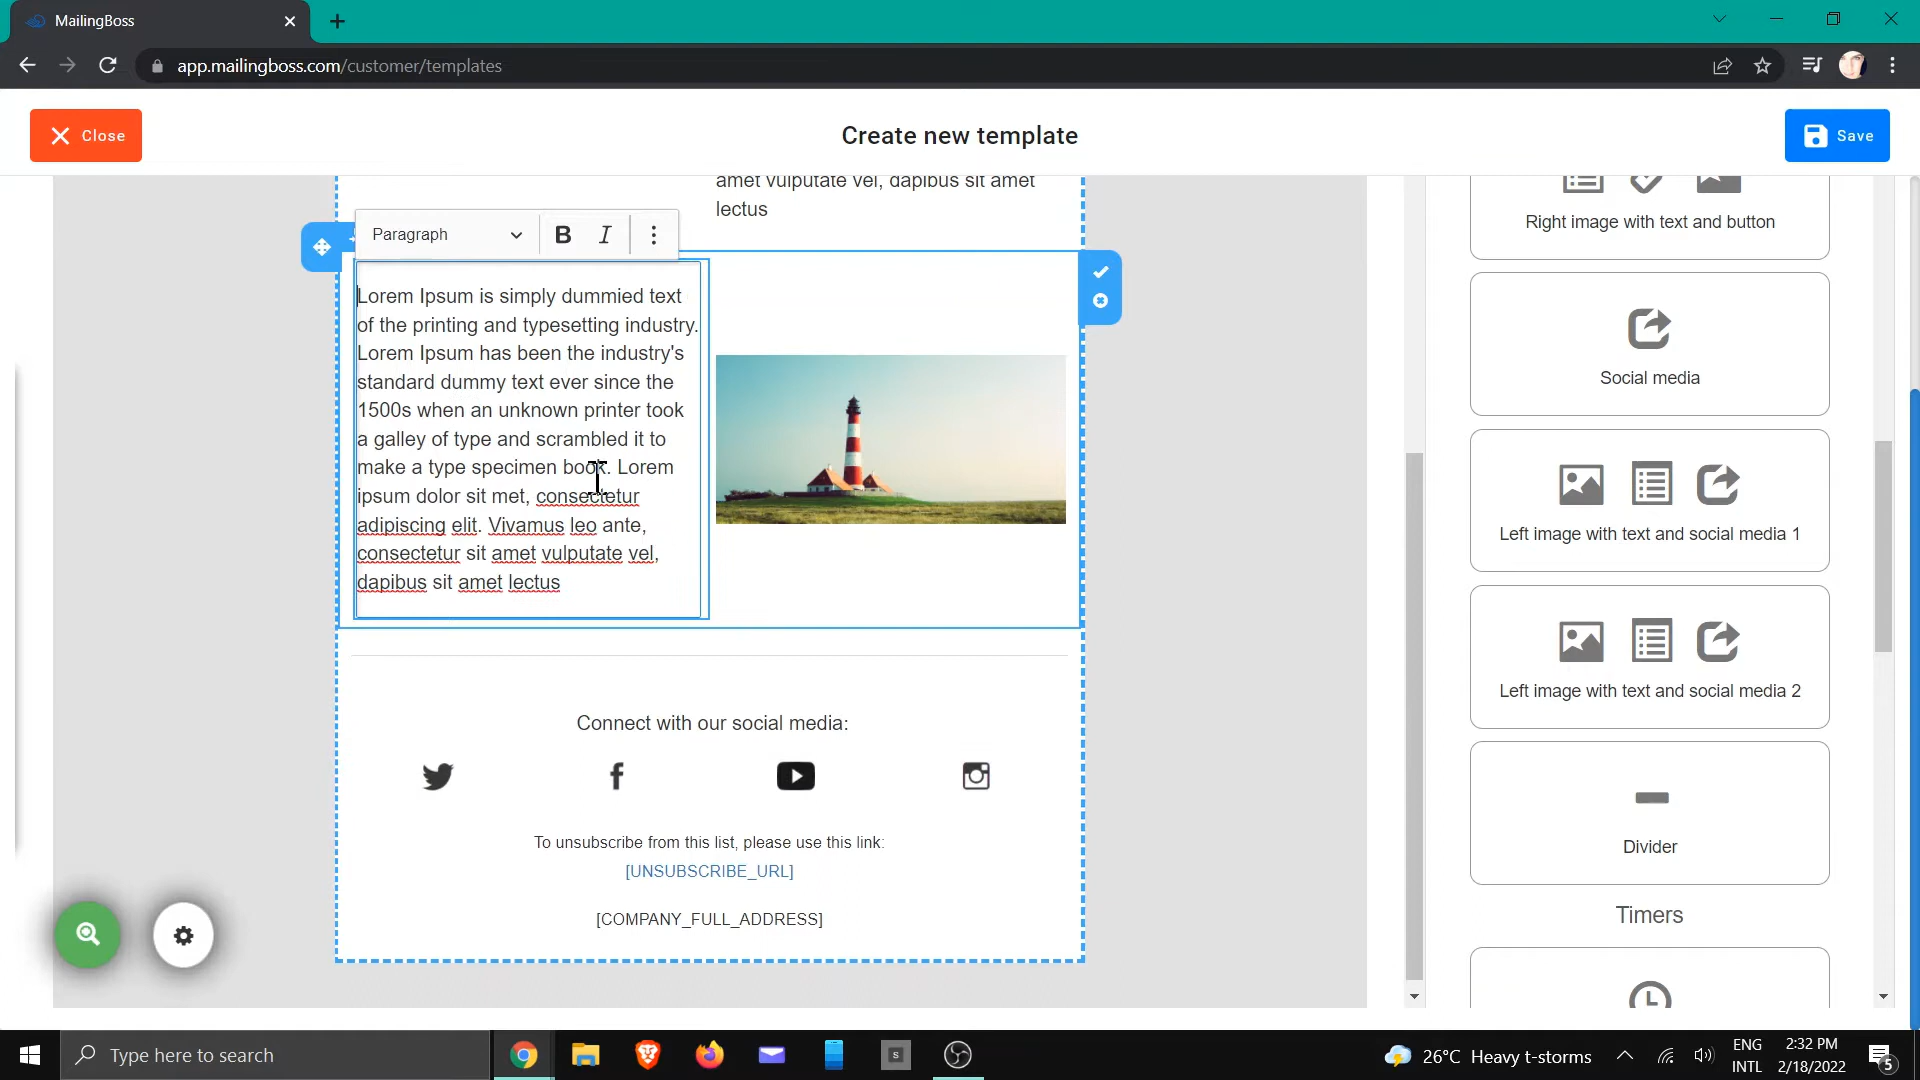 MailingBoss
app.mailingboss.com/customer/templates
Close
Create new template
Save
amet vulputate vel, dapibus sit amet
lectus
Paragraph
B I
Lorem Ipsum is simply dummied text
of the printing and typesetting industry.
Lorem Ipsum has been the industry's
standard dummy text ever since the
1500s when an unknown printer took
a galley of type and scrambled it to
make a type specimen book. Lorem
ipsum dolor sit met, consectetur
adipiscing elit. Vivamus leo ante,
consectetur sit amet vulputate vel,
dapibus sit amet lectus
Connect with our social media:
To unsubscribe from this list, please use this link:
[UNSUBSCRIBE_URL]
[COMPANY_FULL_ADDRESS]
Right image with text and button
Social media
Left image with text and social media 1
Left image with text and social media 2
Divider
Timers
Type here to search
S
26°C Heavy t-storms
ENG
INTL
2:32 PM
2/18/2022
5